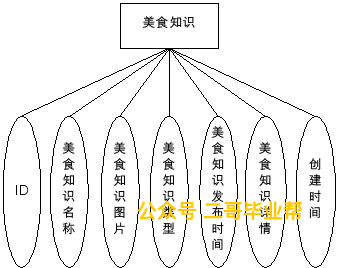 美食知识
ID
美食知识名称
美食知识图片
美食知识类型
美食知识发布时间
美食知识详情
创建时间
公众号 二哥毕业帮